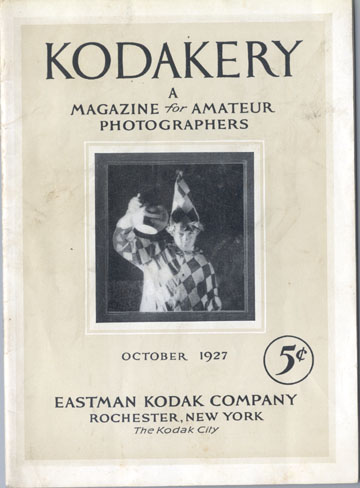 KODAKERY
A
MAGAZINE for AMATEUR
PHOTOGRAPHERS
OCTOBER 1927
5¢
EASTMAN KODAK COMPANY
ROCHESTER, NEW YORK
The Kodak City